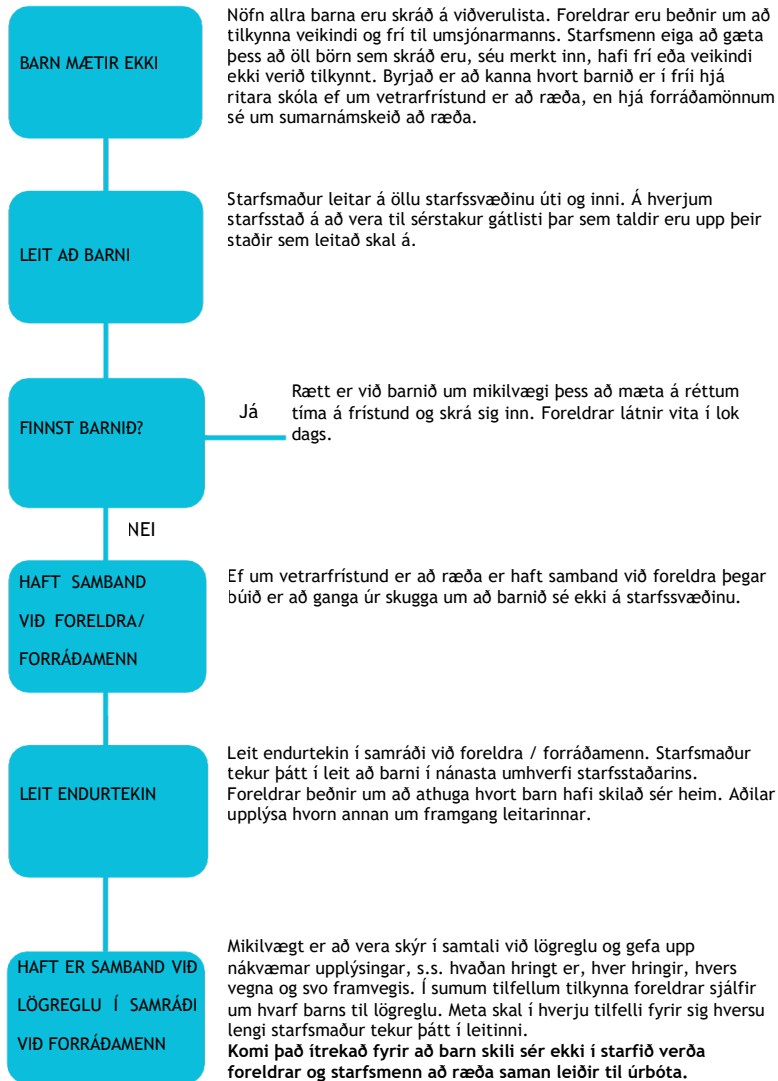 BARN MÆTIR EKKI
Nöfn allra barna eru skráð á viðverulista. Foreldrar eru beðnir um að
tilkynna veikindi og frí til umsjónarmanns. Starfsmenn eiga að gæta
þess að öll börn sem skráð eru, séu merkt inn, hafi frí eða veikindi
ekki verið tilkynnt. Byrjað er að kanna hvort barnið er í fríi hjá
ritara skóla ef um vetrarfrístund er að ræða, en hjá forráðamönnum
sé um sumarnámskeið að ræða.
LEIT AÐ BARNI
Starfsmaður leitar á öllu starfssvæðinu úti og inni. Á hverjum
starfsstað á að vera til sérstakur gátlisti þar sem taldir eru upp þeir
staðir sem leitað skal á.
FINNST BARNIÐ?
Já
Rætt er við barnið um mikilvægi þess að mæta á réttum
tíma á frístund og skrá sig inn. Foreldrar látnir vita í lok
dags.
NEI
HAFT SAMBAND
VIÐ FORELDRA/
FORRÁÐAMENN
Ef um vetrarfrístund er að ræða er haft samband við foreldra þegar
búið er að ganga úr skugga um að barnið sé ekki á starfssvæðinu.
LEIT ENDURTEKIN
Leit endurtekin í samráði við foreldra / forráðamenn. Starfsmaður
tekur þátt í leit að barni í nánasta umhverfi starfsstaðarins.
Foreldrar beðnir um að athuga hvort barn hafi skilað sér heim. Aðilar
upplýsa hvorn annan um framgang leitarinnar.
HAFT ER SAMBAND VIÐ
LÖGREGLU Í SAMRÁÐI
VIÐ FORRÁÐAMENN
Mikilvægt er að vera skýr í samtali við lögreglu og gefa upp
nákvæmar upplýsingar, s.s. hvaðan hringt er, hver hringir, hvers
vegna og svo framvegis. Í sumum tilfellum tilkynna foreldrar sjálfir
um hvarf barns til lögreglu. Meta skal í hverju tilfelli fyrir sig hversu
lengi starfsmaður tekur þátt í leitinni.
Komi það ítrekað fyrir að barn skili sér ekki í starfið verða
foreldrar og starfsmenn að ræða saman leiðir til úrbóta.